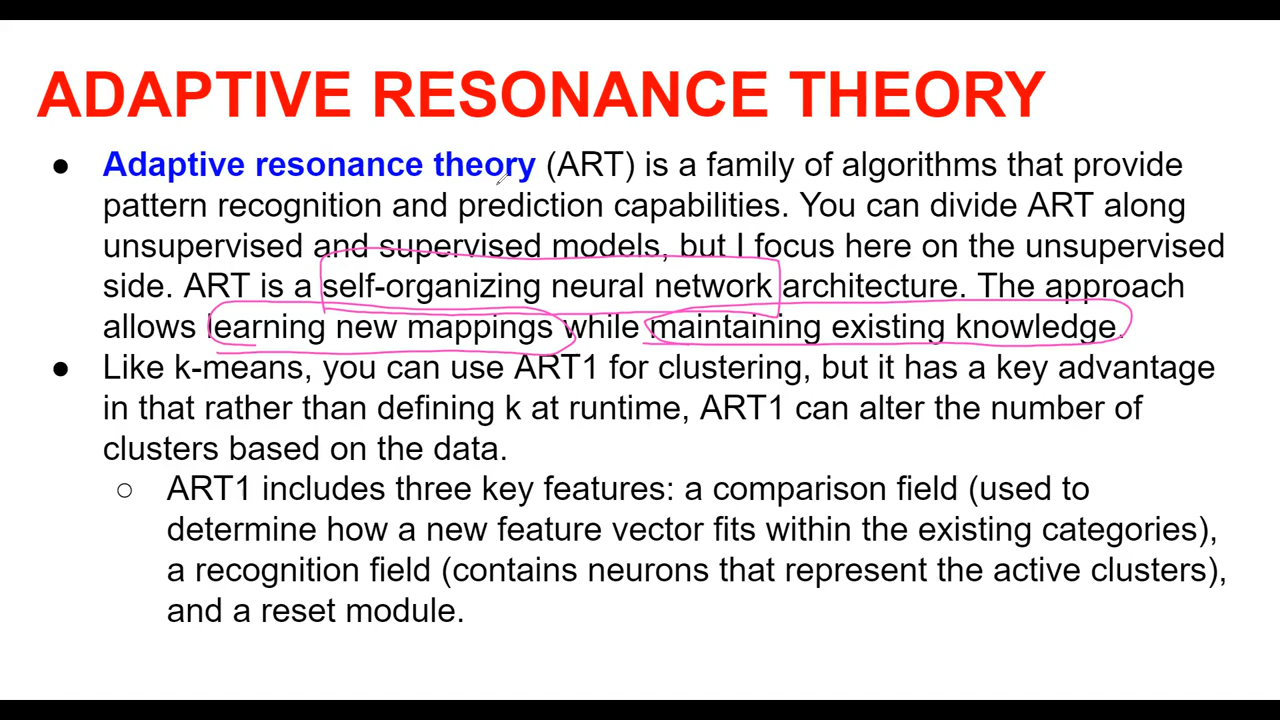 ADAPTIVE RESONANCE THEORY
● Adaptive resonance theory (ART) is a family of algorithms that provide
pattern recognition and prediction capabilities. You can divide ART along
unsupervised and supervised models, but I focus here on the unsupervised
side. ART is a self-organizing neural network architecture. The approach
allows learning new mappings while maintaining existing knowledge.
● Like k-means, you can use ART1 for clustering, but it has a key advantage
in that rather than defining k at runtime, ART1 can alter the number of
clusters based on the data.
○ ART1 includes three key features: a comparison field (used to
determine how a new feature vector fits within the existing categories),
a recognition field (contains neurons that represent the active clusters),
and a reset module.